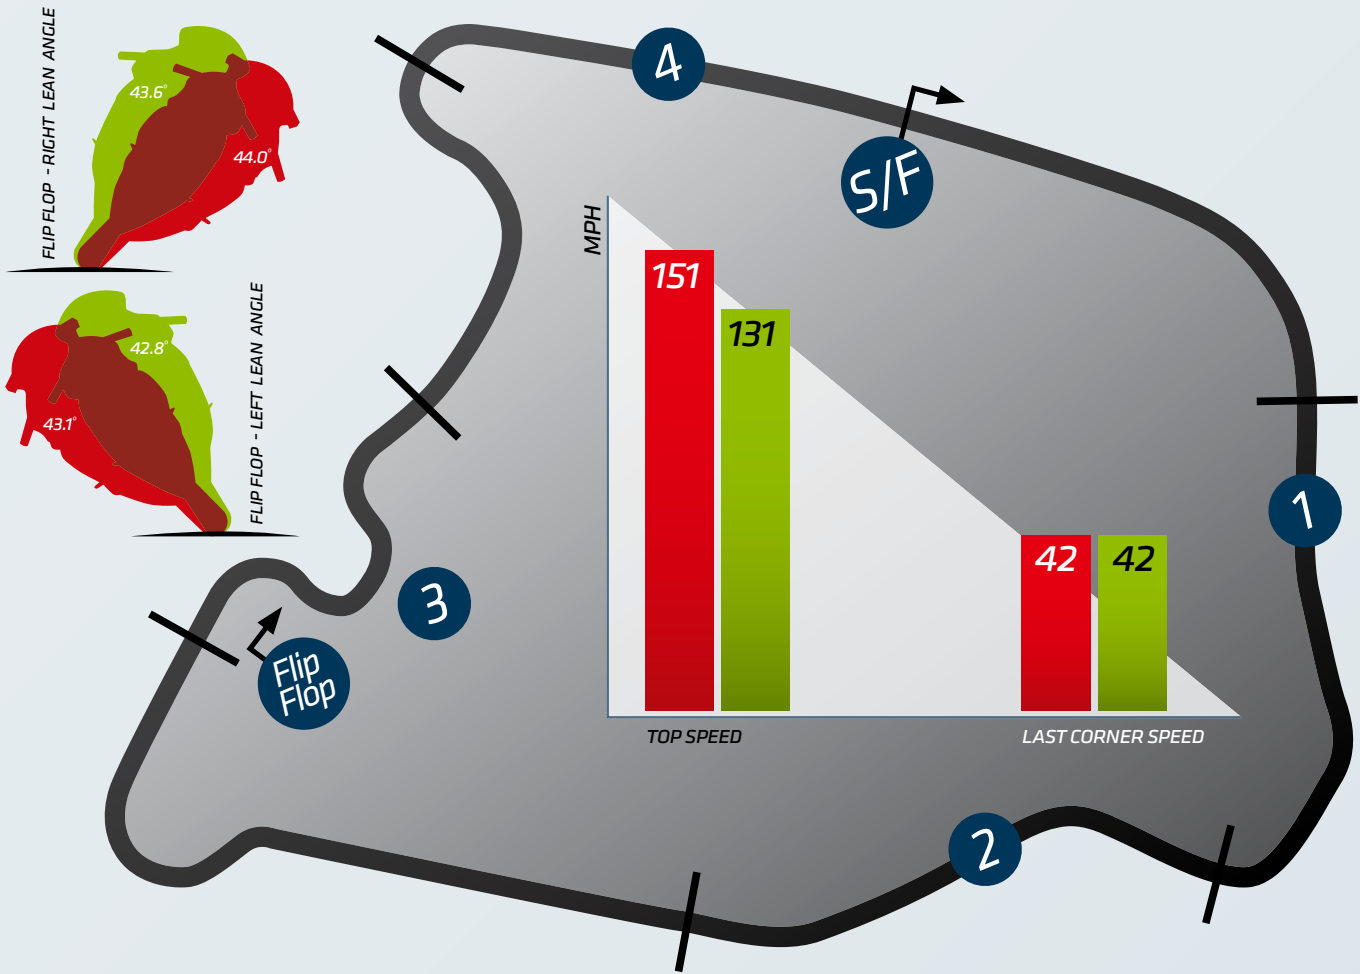 FLIP FLOP - RIGHT LEAN ANGLE
43.6°
44.0°
FLIP FLOP - LEFT LEAN ANGLE
42.8°
43.1°
4
S/F
MPH
151
131
42
42
TOP SPEED
LAST CORNER SPEED
1
3
Flip
Flop
2